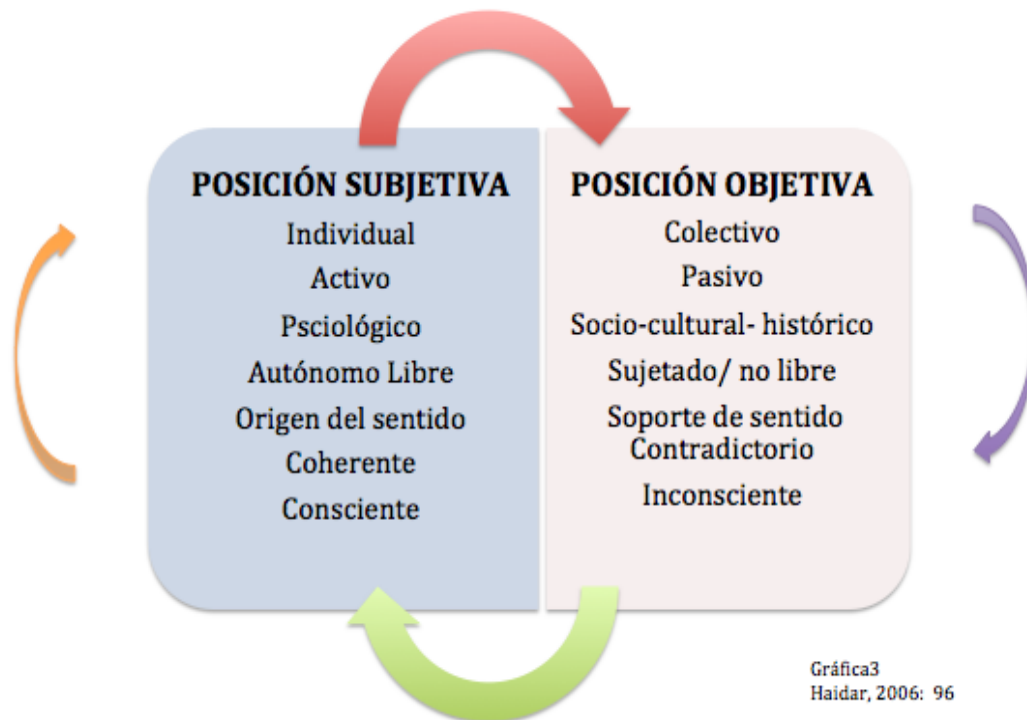 POSICIÓN SUBJETIVA
Individual
Activo
Psciológico
Autónomo Libre
Origen del sentido
Coherente
Consciente
POSICIÓN OBJETIVA
Colectivo
Pasivo
Socio-cultural- histórico
Sujetado/ no libre
Soporte de sentido
Contradictorio
Inconsciente
Gráfica3
Haidar, 2006: 96